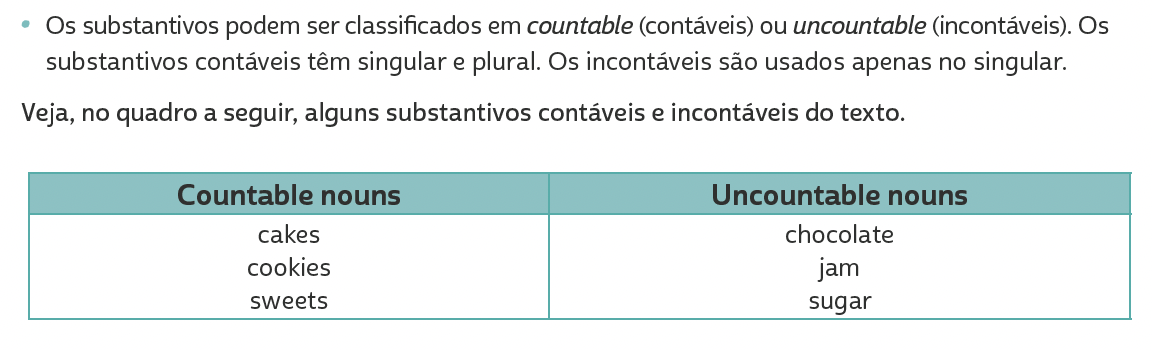 • Os substantivos podem ser classificados em countable (contáveis) ou uncountable (incontáveis). Os
substantivos contáveis têm singular e plural. Os incontáveis são usados apenas no singular.
Veja, no quadro a seguir, alguns substantivos contáveis e incontáveis do texto.
Countable nouns Uncountable nouns
cakes chocolate
cookies jam
sweets sugar